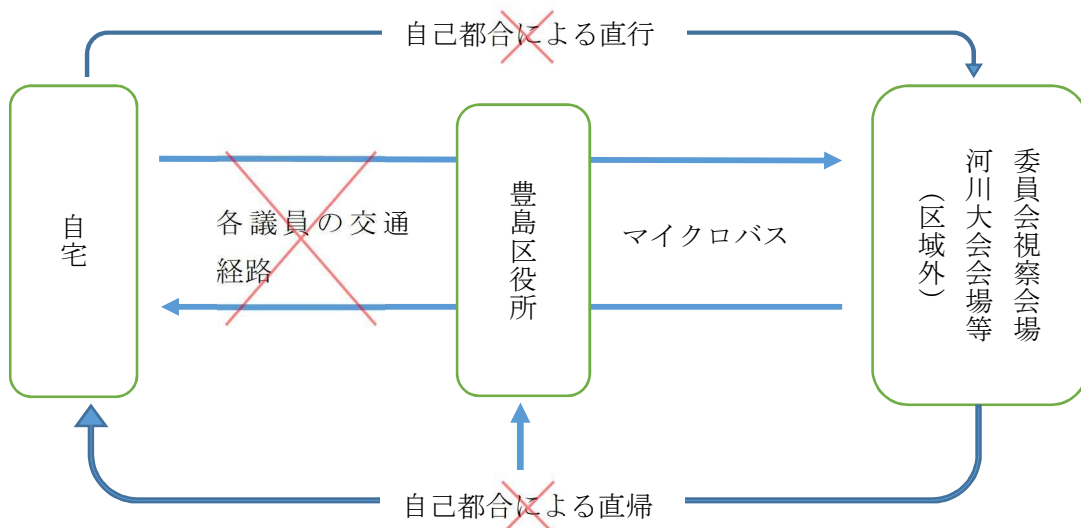 自己都合による直行
自宅
各議員の交通
経路
豊島区役所
マイクロバス
委員会視察会場
河川大会会場等
（区域外）
自己都合による直帰